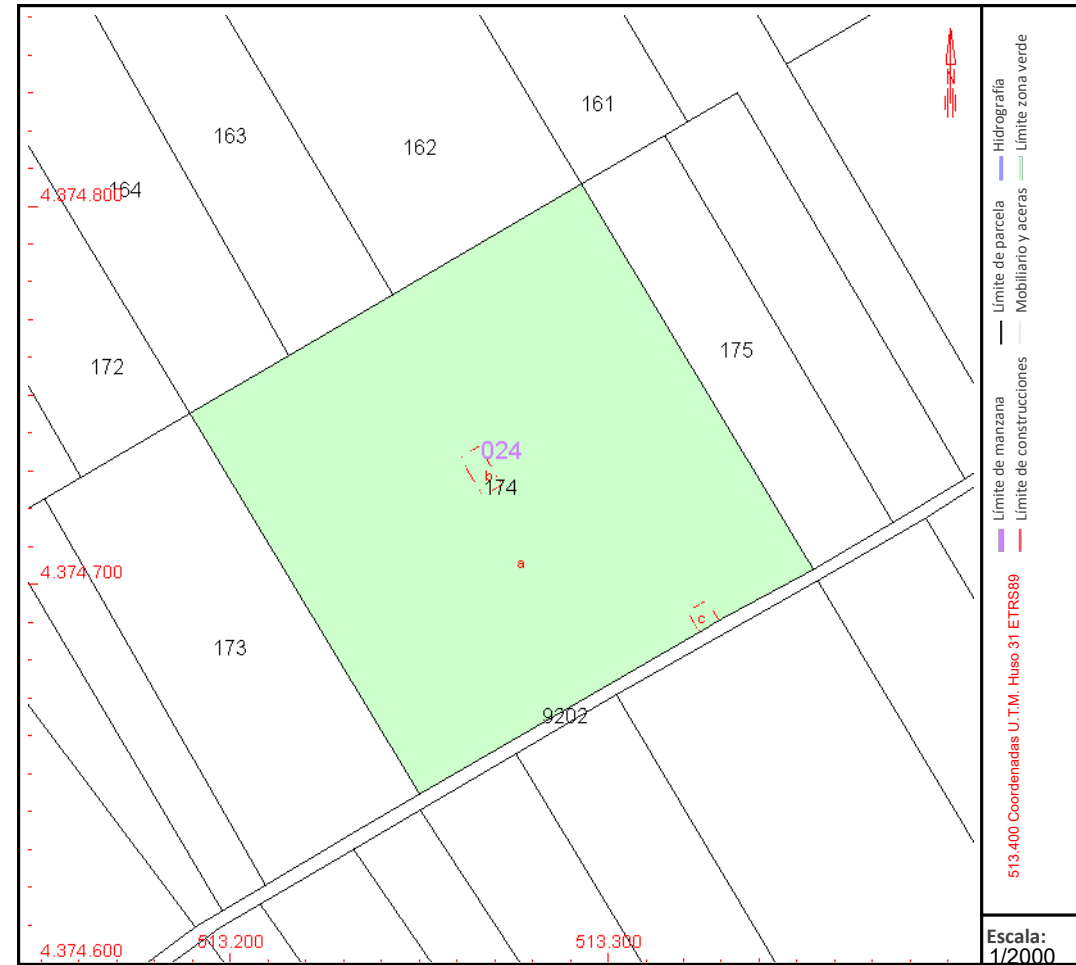 161
163
162
164
4.374.800
175
172
024
b
174
a
4.374.700
c
173
9202
513.200
513.300
4.374.600
N
Hidrografía
Límite zona verde
Límite de parcela
Mobiliario y aceras
Límite de manzana
Límite de construcciones
513.400 Coordenadas U.T.M. Huso 31 ETRS89
Escala:
1/2000